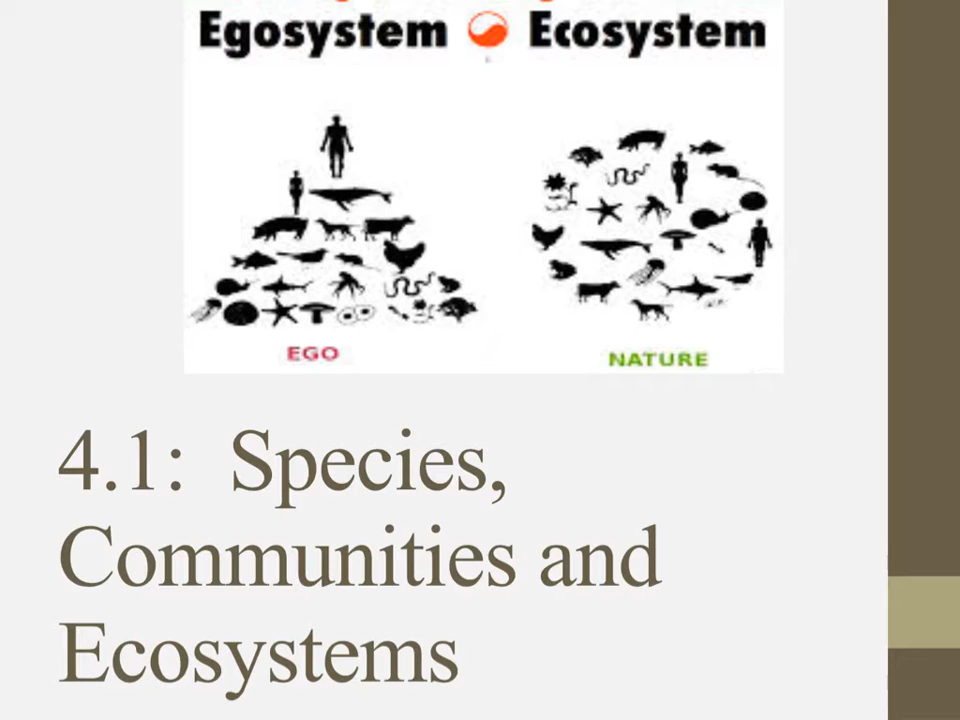 Egosystem Ecosystem
EGO
NATURE
4.1: Species,
Communities and
Ecosystems